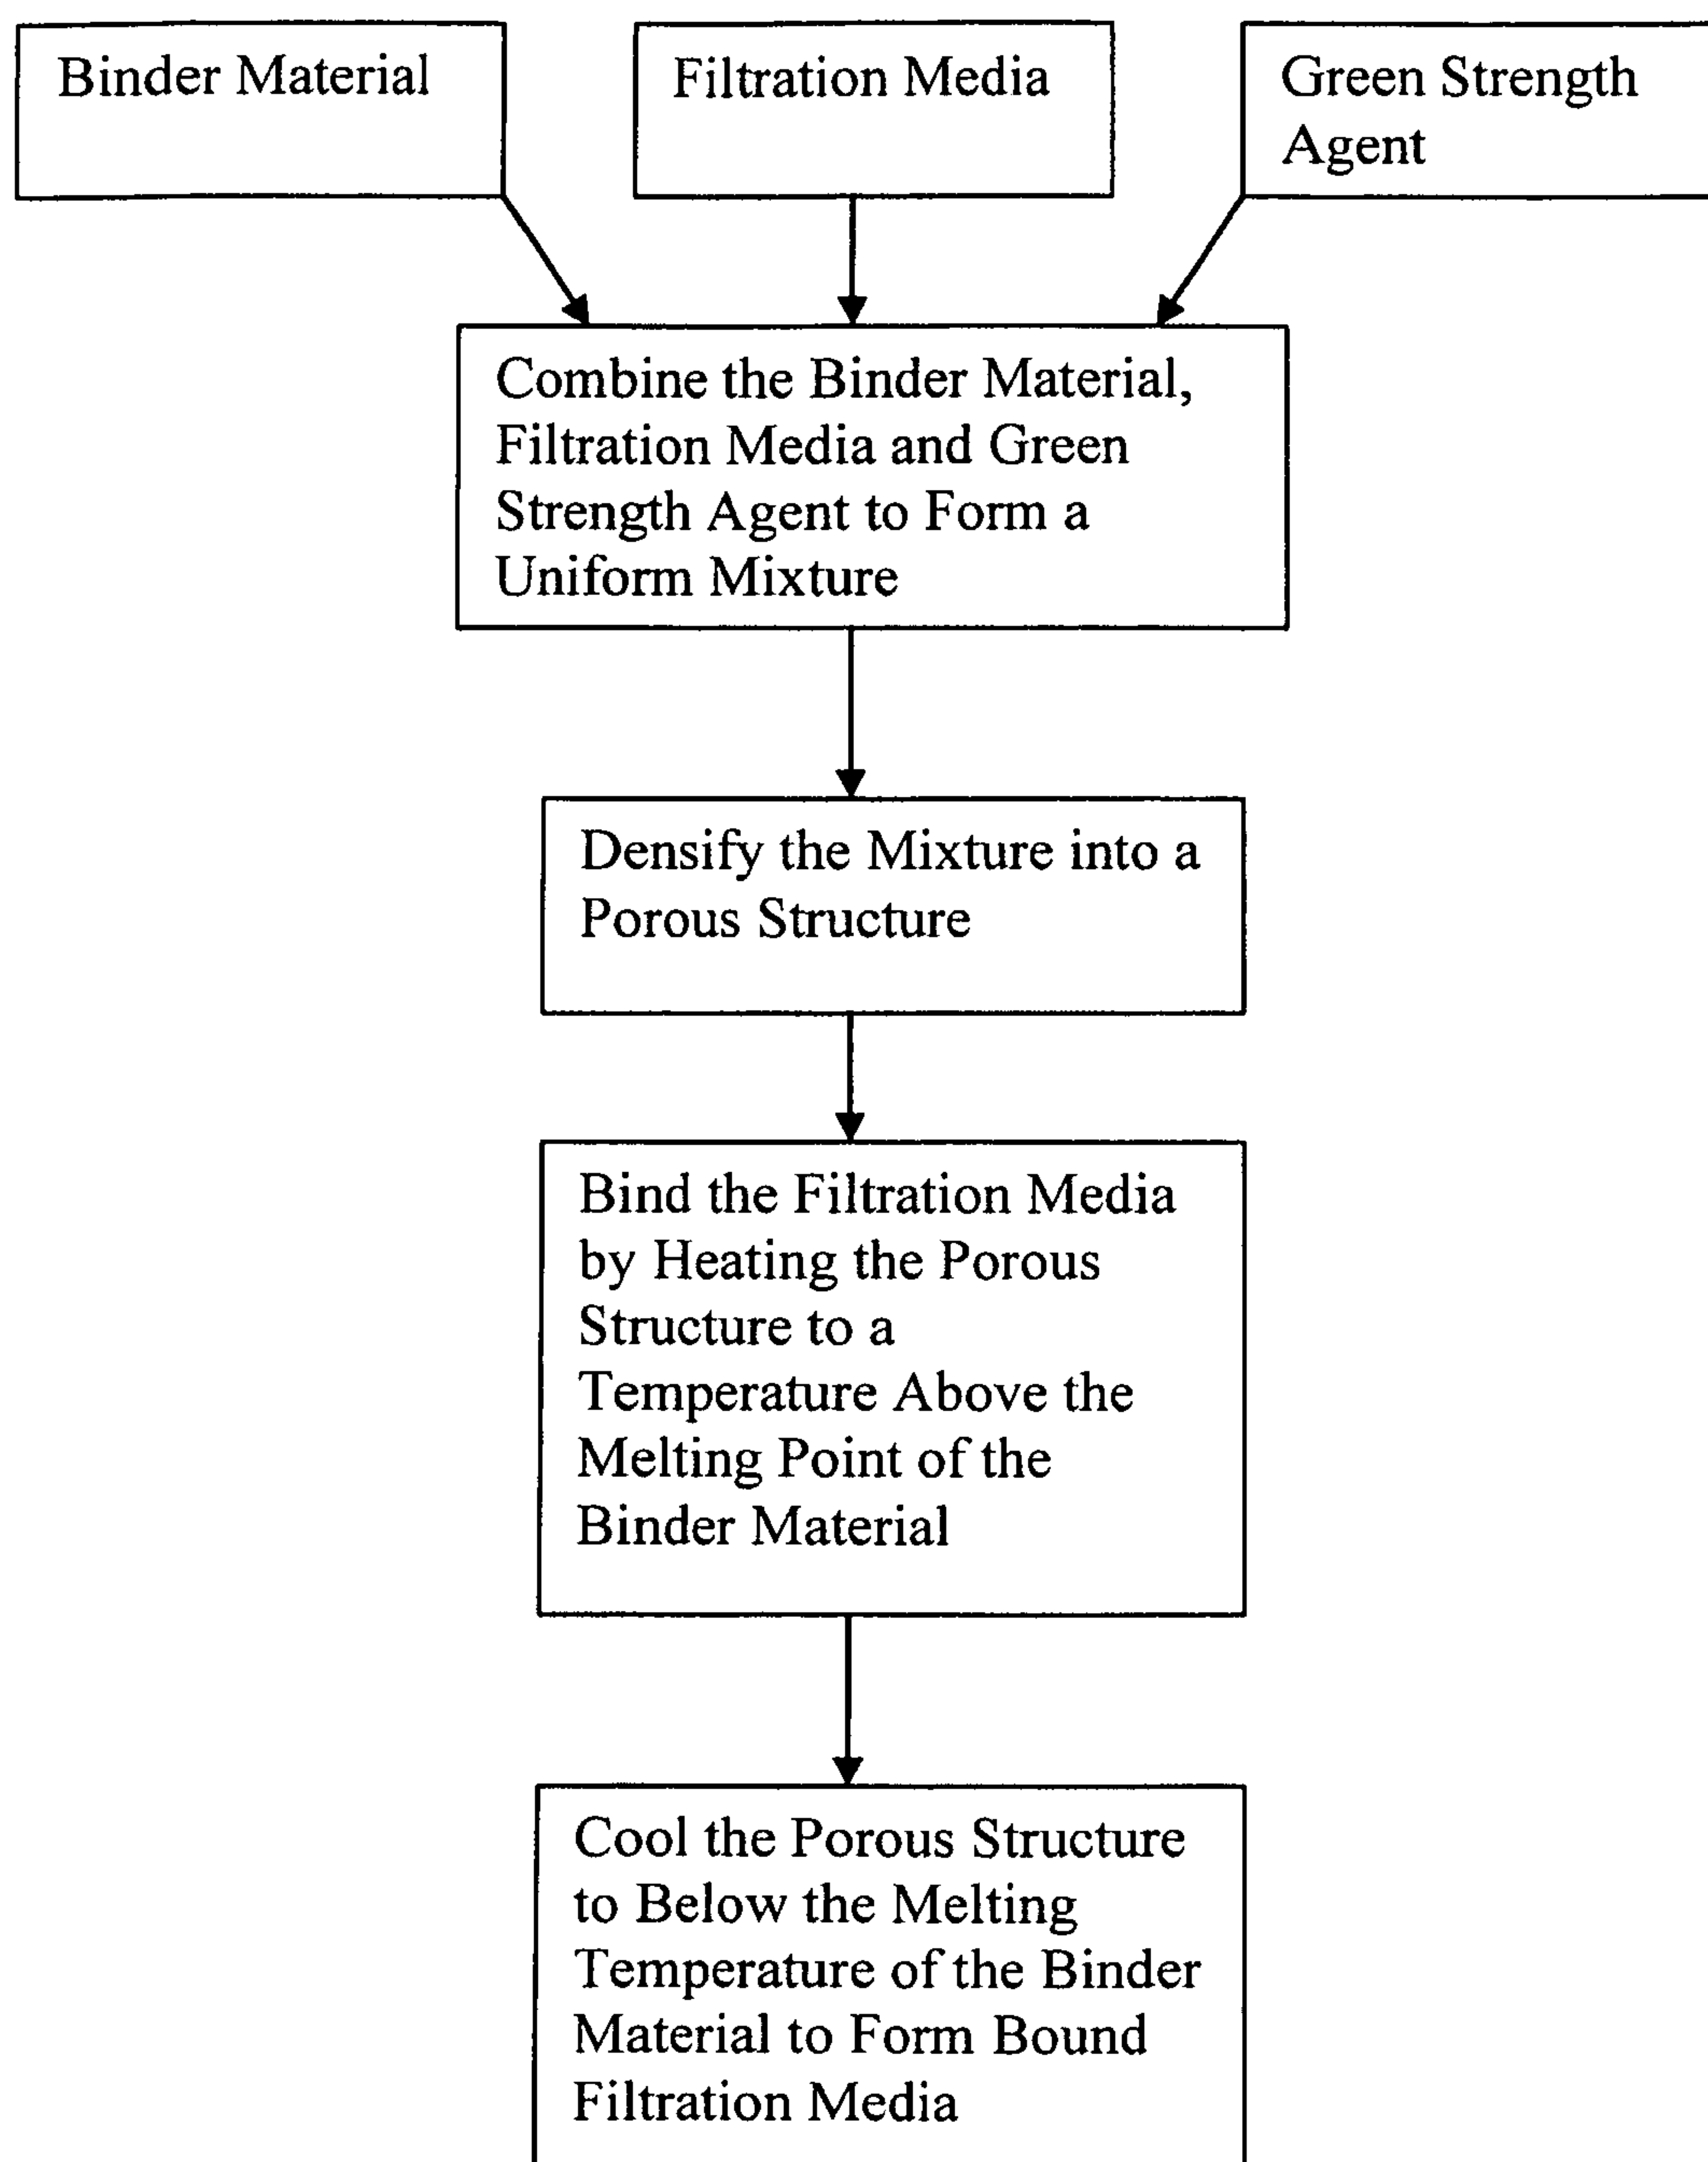 Binder Material
Filtration Media
Green Strength
Agent
Combine the Binder Material,
Filtration Media and Green
Strength Agent to Form a
Uniform Mixture
Densify the Mixture into a
Porous Structure
Bind the Filtration Media
by Heating the Porous
Structure to a
Temperature Above the
Melting Point of the
Binder Material
Cool the Porous Structure
to Below the Melting
Temperature of the Binder
Material to Form Bound
Filtration Media